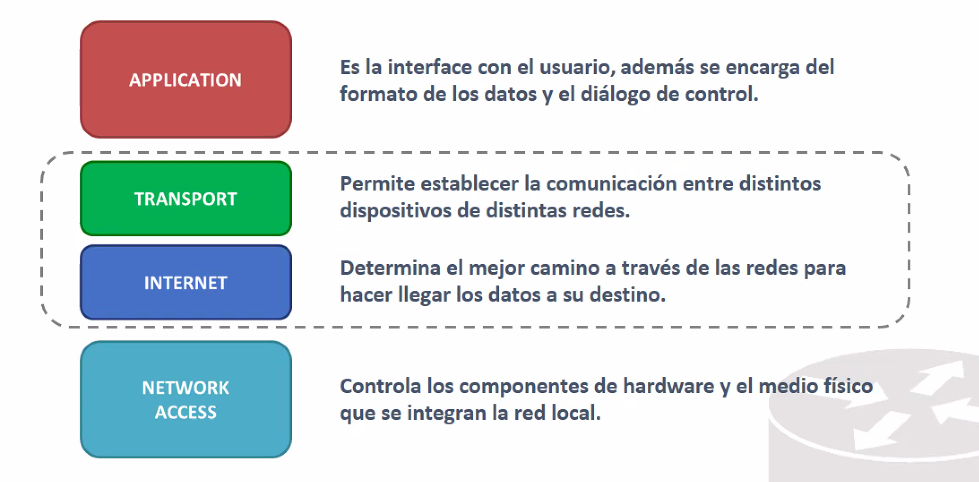 APPLICATION
Es la interface con el usuario, además se encarga del
formato de los datos y el diálogo de control.
TRANSPORT
Permite establecer la comunicación entre distintos
dispositivos de distintas redes.
INTERNET
Determina el mejor camino a través de las redes para
hacer llegar los datos a su destino.
NETWORK
ACCESS
Controla los componentes de hardware y el medio físico
que se integran la red local.